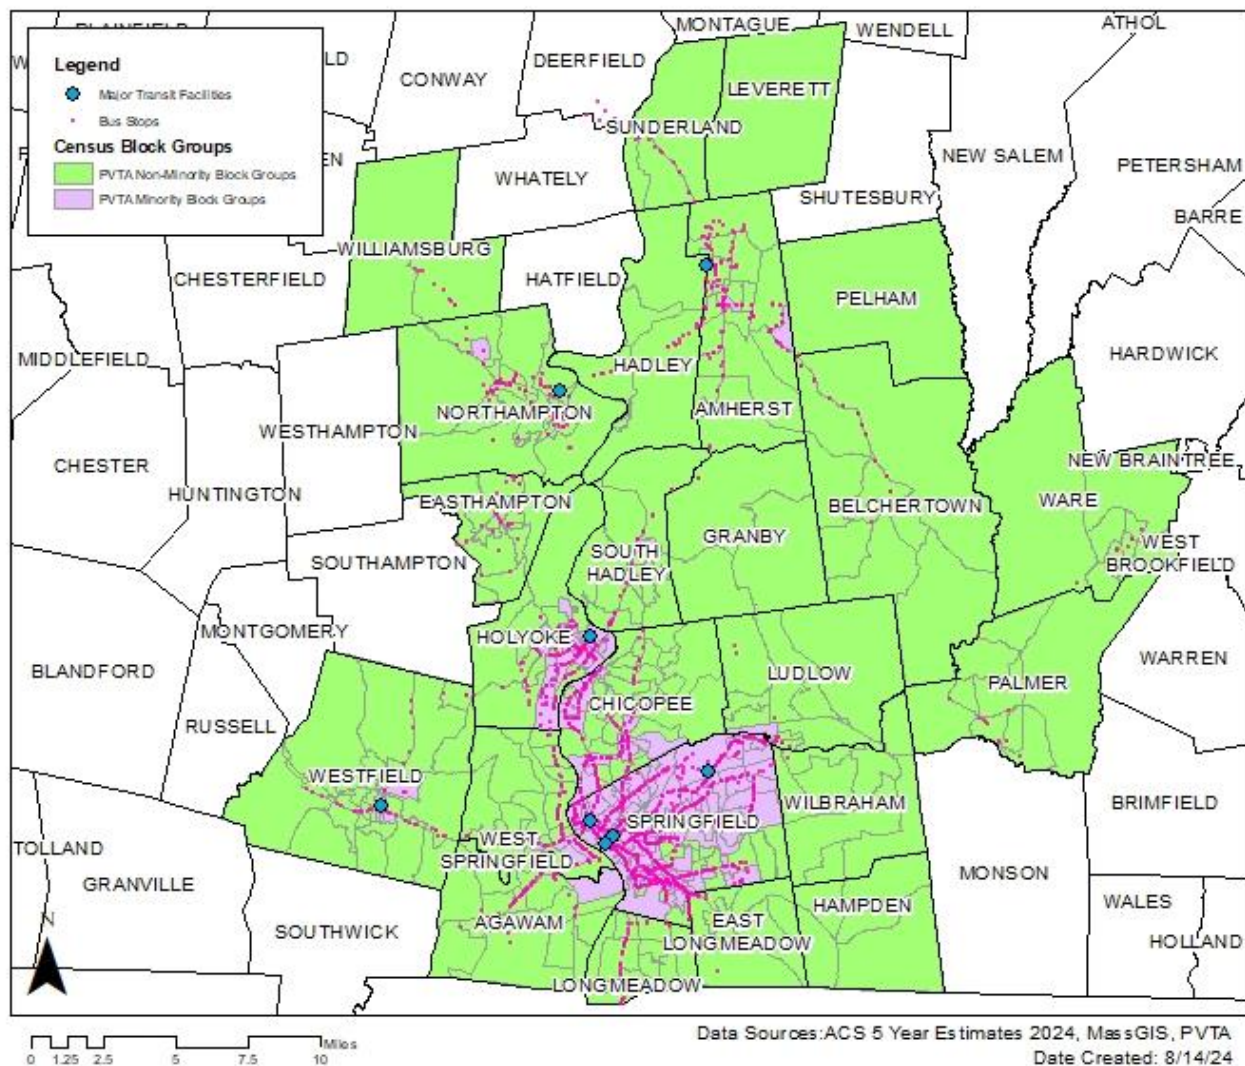 PLAINFIELD
MONTAGUE
WENDELL
ATHOL
Legend
Major Transit Facilities
Bus Stops
Census Block Groups
PVTA Non-Minority Block Groups
PVTA Minority Block Groups
CONWAY
DEERFIELD
LEVERETT
SUNDERLAND
NEW SALEM
PETERSHAM
WHATELY
SHUTESBURY
BARRE
WILLIAMSBURG
CHESTERFIELD
HATFIELD
PELHAM
MIDDLEFIELD
HADLEY
HARDWICK
NORTHAMPTON
AMHERST
WESTHAMPTON
CHESTER
NEW BRAINTREE
HUNTINGTON
EASTHAMPTON
BELCHERTOWN
WARE
GRANBY
WEST
BROOKFIELD
SOUTH
HADLEY
SOUTHAMPTON
MONTGOMERY
HOLYOKE
BLANDFORD
LUDLOW
WARREN
PALMER
CHICOPEE
RUSSELL
WESTFIELD
WILBRAHAM
BRIMFIELD
SPRINGFIELD
WEST
SPRINGFIELD
TOLLAND
GRANVILLE
MONSON
WALES
HAMPDEN
AGAWAM
EAST
LONGMEADOW
SOUTHWICK
HOLLAND
LONGMEADOW
N
0 1.25 2.5 5 7.5 10 Miles
Data Sources:ACS 5 Year Estimates 2024, MassGIS, PVTA
Date Created: 8/14/24